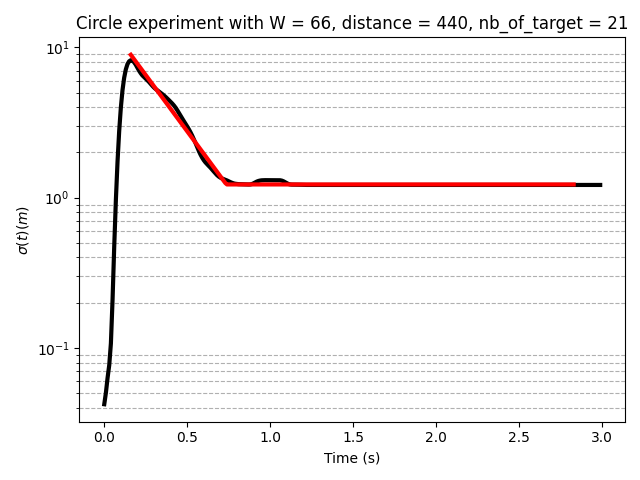 Circle experiment with W = 66, distance = 440, nb_of_target = 21
σ(t)(m)
10¹
10⁰
10⁻¹
0.0 0.5 1.0 1.5 2.0 2.5 3.0
Time (s)